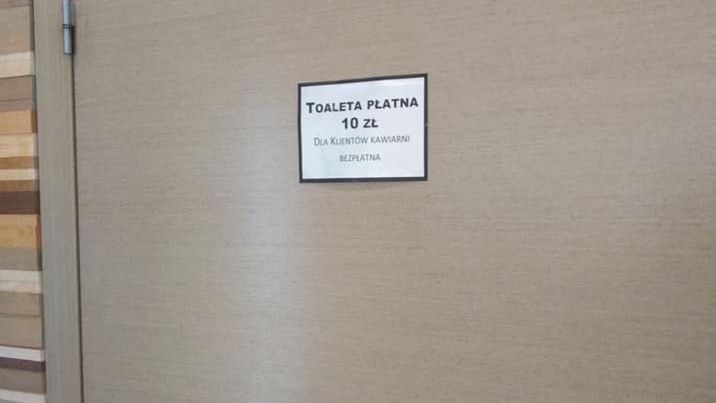 TOALETA PŁATNA
10 ZŁ
DLA KLIENTÓW KAWIARNI
BEZPŁATNA